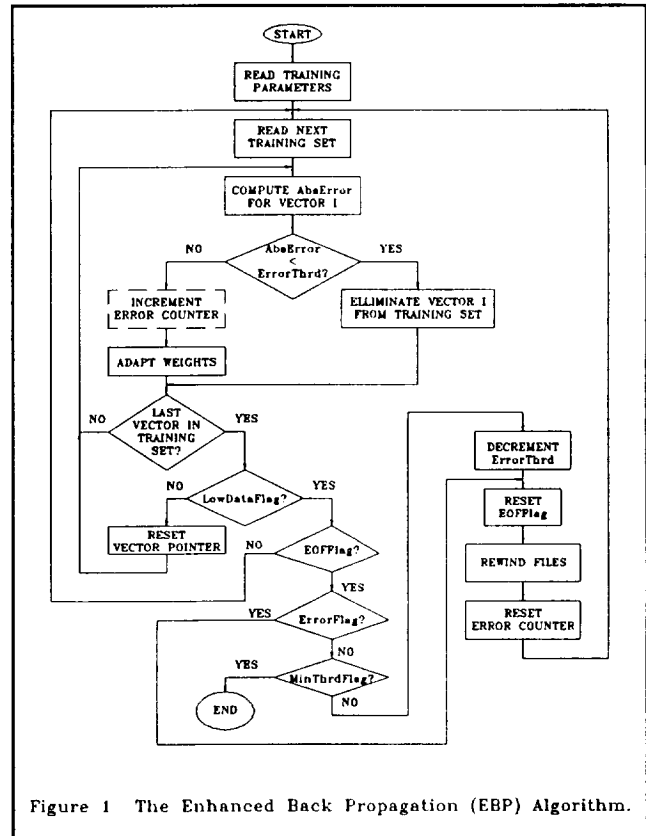 START
READ TRAINING
PARAMETERS
READ NEXT
TRAINING SET
COMPUTE AbsError
FOR VECTOR I
NO
AbsError
<
ErrorThrd?
YES
INCREMENT
ERROR COUNTER
ELLIMINATE VECTOR I
FROM TRAINING SET
ADAPT WEIGHTS
NO
LAST
VECTOR IN
TRAINING
SET?
YES
DECREMENT
ErrorThrd
NO
LowDataFlag?
YES
RESET
EOFFlag
RESET
VECTOR POINTER
NO
EOFFlag?
REWIND FILES
YES
YES
ErrorFlag?
RESET
ERROR COUNTER
NO
YES
MinThrdFlag?
NO
END
Figure 1 The Enhanced Back Propagation (EBP) Algorithm.